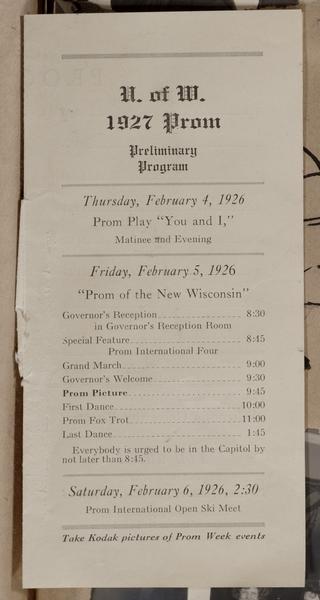 U. of W.
1927 Prom
Preliminary
Program
Thursday, February 4, 1926
Prom Play "You and I,"
Matinee and Evening
Friday, February 5, 1926
"Prom of the New Wisconsin"
Governor's Reception 8:30
in Governor's Reception Room
Special Feature 8:45
Prom International Four
Grand March 9:00
Governor's Welcome 9:30
Prom Picture 9:45
First Dance 10:00
Prom Fox Trot 11:00
Last Dance 1:45
Everybody is urged to be in the Capitol by
not later than 8:45.
Saturday, February 6, 1926, 2:30
Prom International Open Ski Meet
Take Kodak pictures of Prom Week events